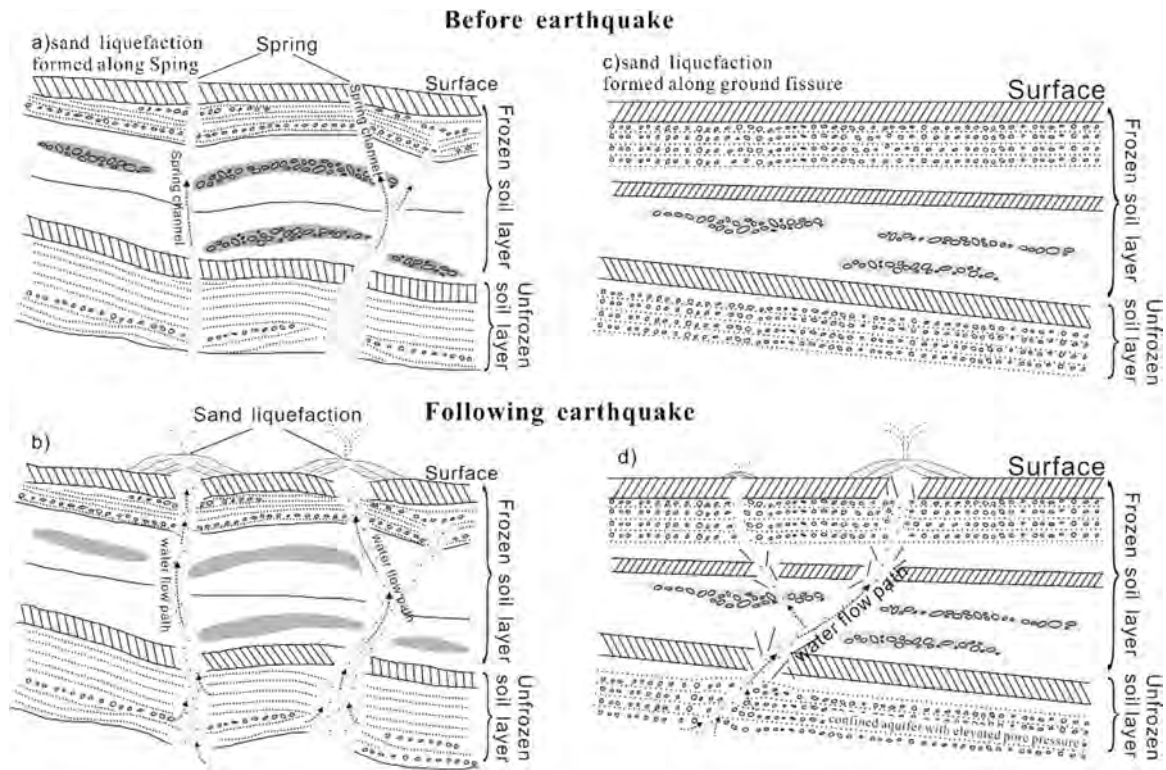 Before earthquake
a)sand liquefaction
formed along Sping
Spring
Surface
Spring channel
Spring channel
Frozen soil layer
Unfrozen
soil layer
c)sand liquefaction
formed along ground fissure
Surface
Frozen soil layer
Unfrozen
soil layer
Following earthquake
b)
Sand liquefaction
Surface
water flow path
water flow path
Frozen soil layer
Unfrozen
soil layer
d)
Surface
water flow path
Frozen soil layer
Unfrozen
soil layer
confined aquifer with elevated pore pressure